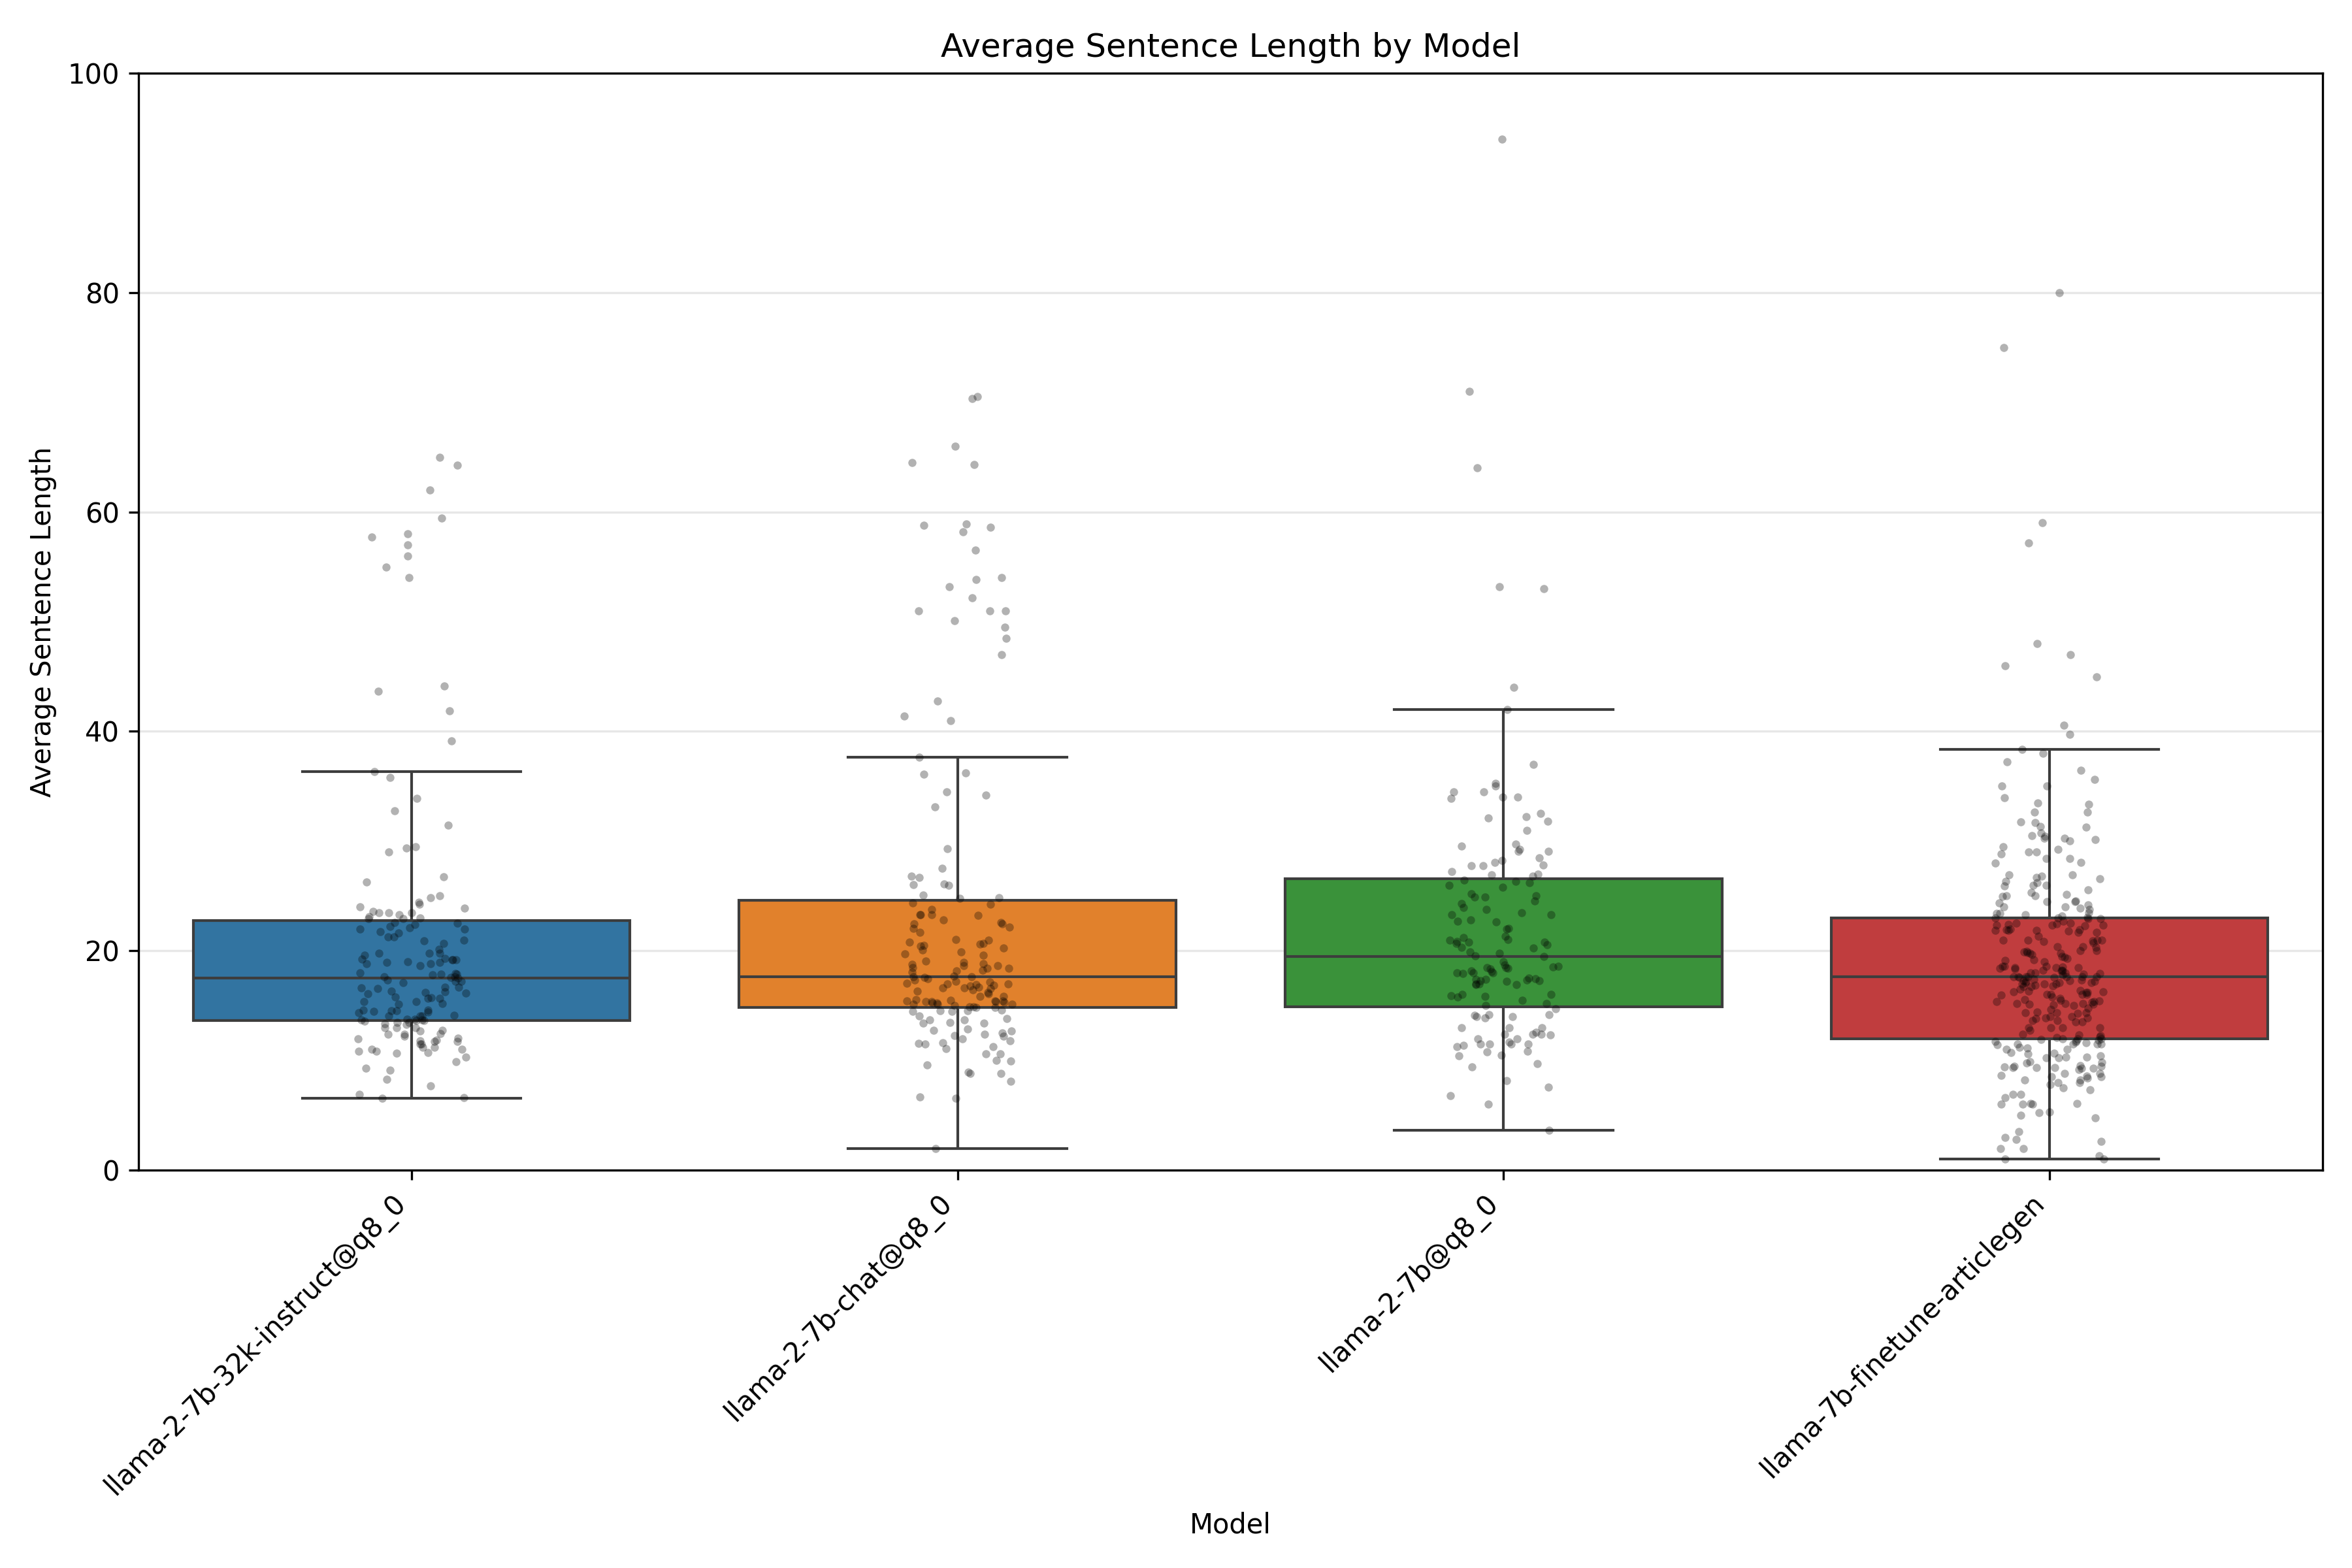 Average Sentence Length by Model
Average Sentence Length
100
80
60
40
20
0
llama-2-7b-32k-instruct@q8_0
llama-2-7b-chat@q8_0
llama-2-7b@q8_0
llama-7b-finetune-articlegen
Model